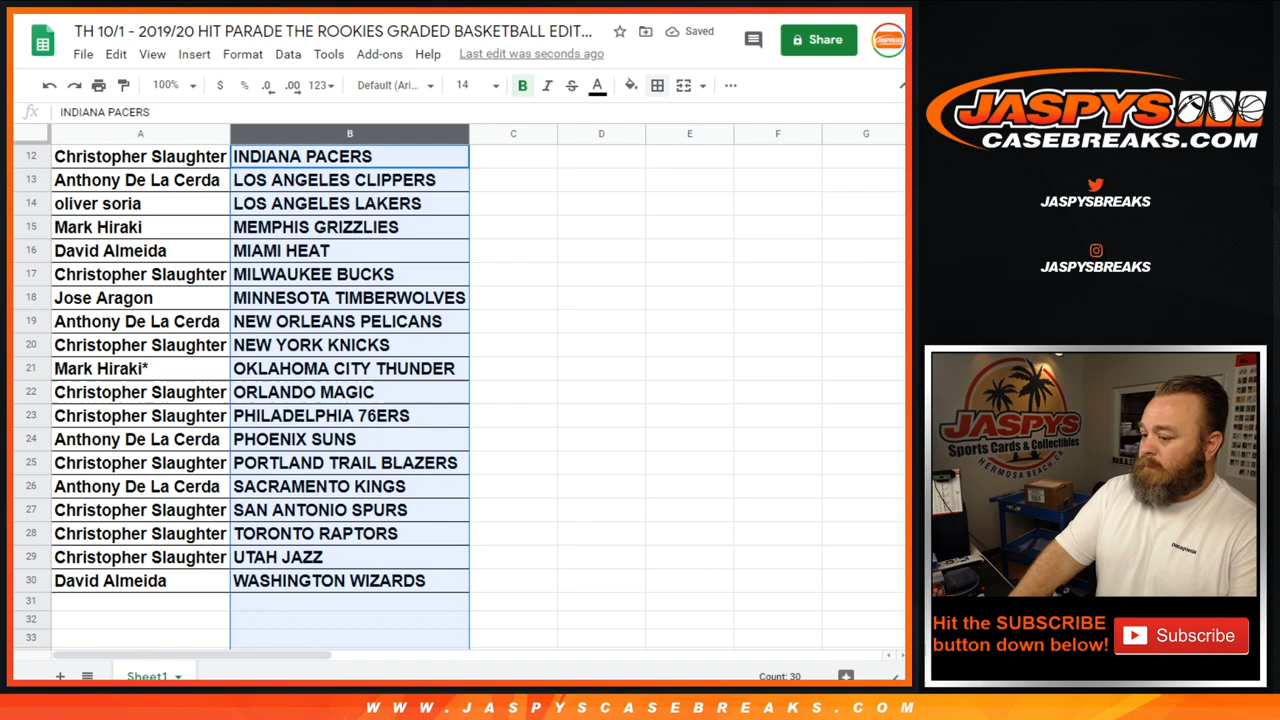 TH 10/1 - 2019/20 HIT PARADE THE ROOKIES GRADED BASKETBALL EDIT...
Saved
Share
File Edit View Insert Format Data Tools Add-ons Help Last edit was seconds ago
100% $ % .0 .00 123 Default (Ari... 14 B I S A
fx INDIANA PACERS
A B C D E F G
12 Christopher Slaughter INDIANA PACERS
13 Anthony De La Cerda LOS ANGELES CLIPPERS
14 oliver soria LOS ANGELES LAKERS
15 Mark Hiraki MEMPHIS GRIZZLIES
16 David Almeida MIAMI HEAT
17 Christopher Slaughter MILWAUKEE BUCKS
18 Jose Aragon MINNESOTA TIMBERWOLVES
19 Anthony De La Cerda NEW ORLEANS PELICANS
20 Christopher Slaughter NEW YORK KNICKS
21 Mark Hiraki* OKLAHOMA CITY THUNDER
22 Christopher Slaughter ORLANDO MAGIC
23 Christopher Slaughter PHILADELPHIA 76ERS
24 Anthony De La Cerda PHOENIX SUNS
25 Christopher Slaughter PORTLAND TRAIL BLAZERS
26 Anthony De La Cerda SACRAMENTO KINGS
27 Christopher Slaughter SAN ANTONIO SPURS
28 Christopher Slaughter TORONTO RAPTORS
29 Christopher Slaughter UTAH JAZZ
30 David Almeida WASHINGTON WIZARDS
31
32
33
Sheet1
Count: 30
JASPYS
CASEBREAKS.COM
JASPYSBREAKS
JASPYSBREAKS
JASPYS
Sports Cards & Collectibles
HERMOSA BEACH, CA
patagonia
Hit the SUBSCRIBE
button down below!
Subscribe
WWW.JASPYSCASEBREAKS.COM